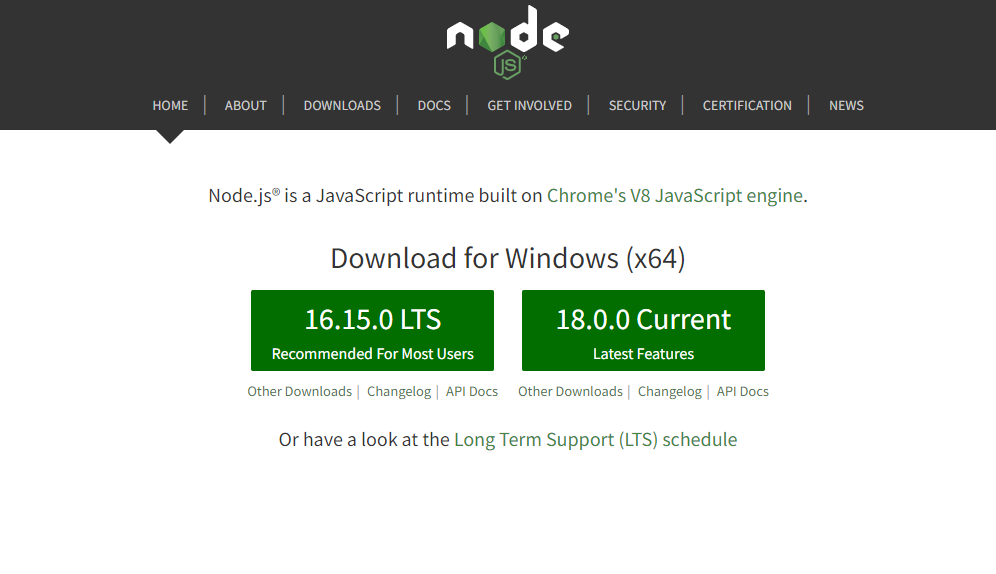 node
JS
HOME | ABOUT | DOWNLOADS | DOCS | GET INVOLVED | SECURITY | CERTIFICATION | NEWS
Node.js® is a JavaScript runtime built on Chrome's V8 JavaScript engine.
Download for Windows (x64)
16.15.0 LTS
Recommended For Most Users
18.0.0 Current
Latest Features
Other Downloads | Changelog | API Docs
Other Downloads | Changelog | API Docs
Or have a look at the Long Term Support (LTS) schedule